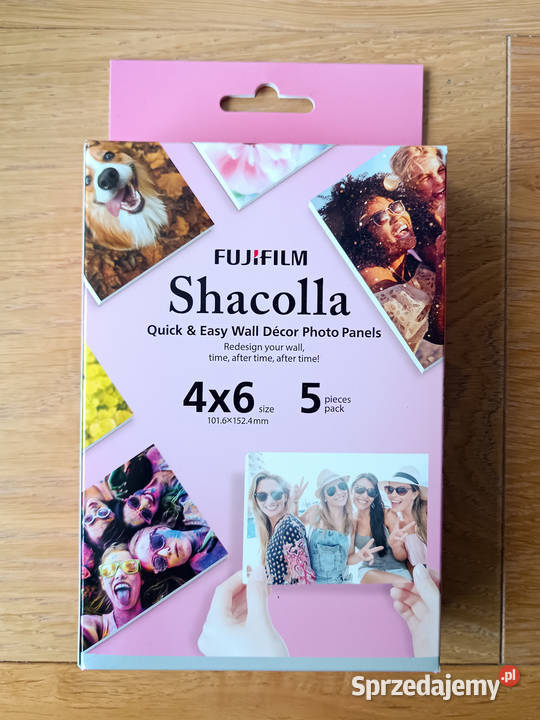 FUJIFILM
Shacolla
Quick & Easy Wall Décor Photo Panels
Redesign your wall,
time, after time, after time!
4x6 size 5 pieces pack
101.6×152.4mm
Sprzedajemy.pl